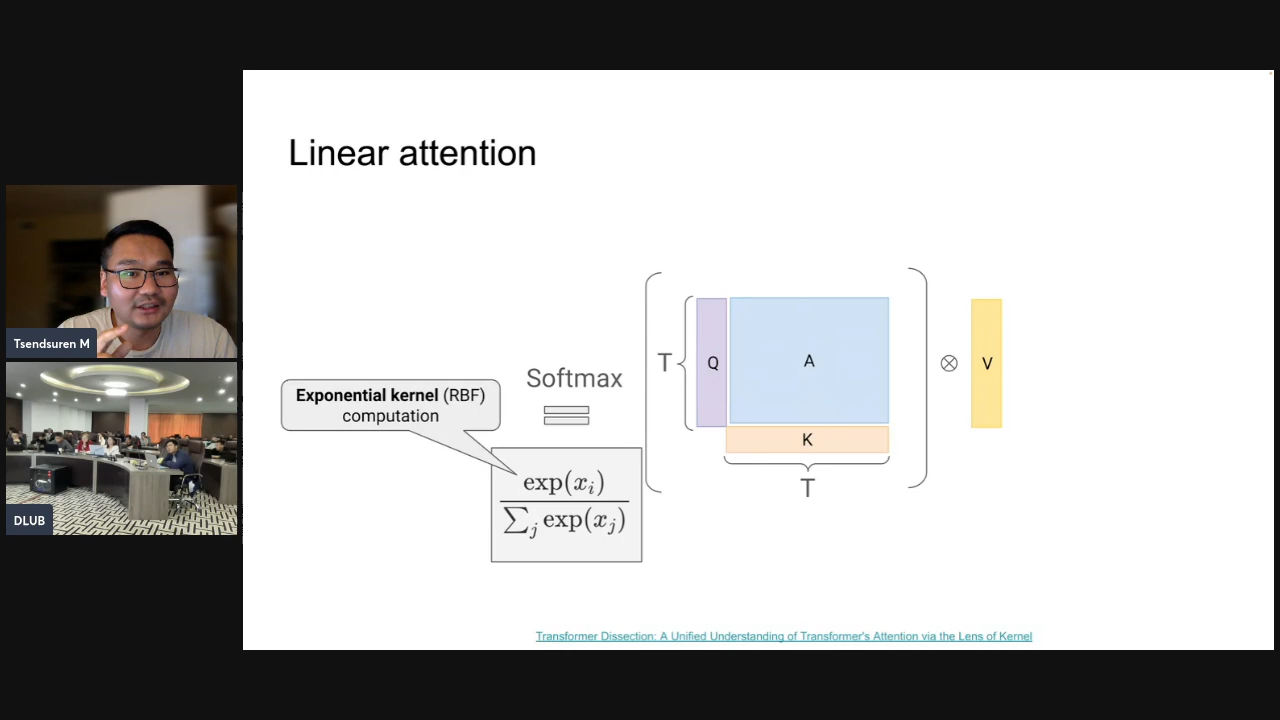 Linear attention
Tsendsuren M
DLUB
Exponential kernel (RBF)
computation
Softmax
exp(x_i)
∑_j exp(x_j)
T
Q
A
K
T
⊗
V
Transformer Dissection: A Unified Understanding of Transformer's Attention via the Lens of Kernel